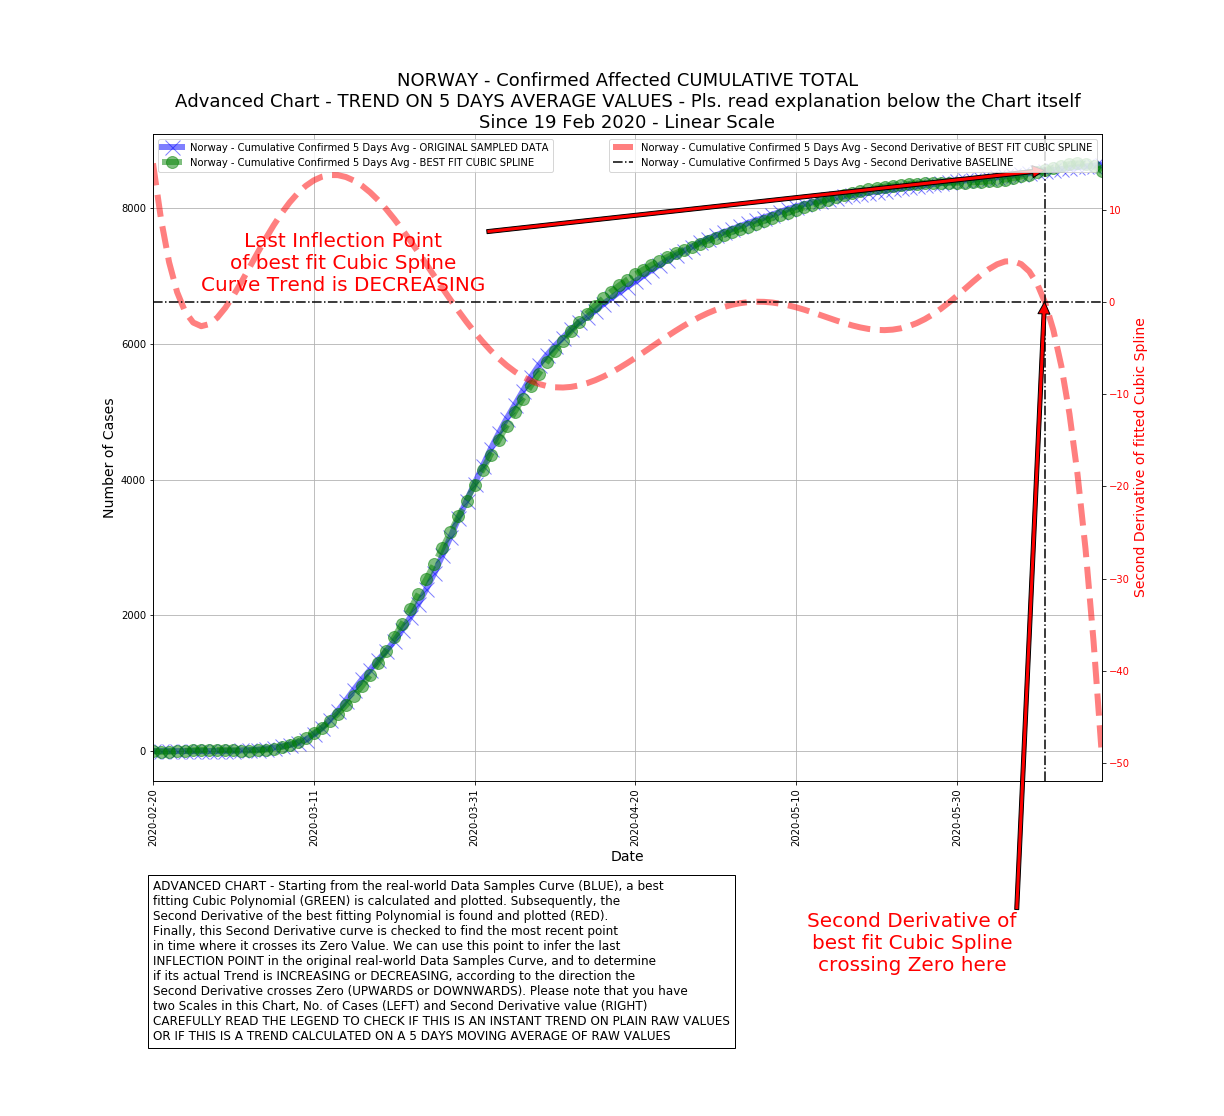 NORWAY - Confirmed Affected CUMULATIVE TOTAL
Advanced Chart - TREND ON 5 DAYS AVERAGE VALUES - Pls. read explanation below the Chart itself
Since 19 Feb 2020 - Linear Scale
Norway - Cumulative Confirmed 5 Days Avg - ORIGINAL SAMPLED DATA
Norway - Cumulative Confirmed 5 Days Avg - BEST FIT CUBIC SPLINE
Norway - Cumulative Confirmed 5 Days Avg - Second Derivative of BEST FIT CUBIC SPLINE
Norway - Cumulative Confirmed 5 Days Avg - Second Derivative BASELINE
Last Inflection Point
of best fit Cubic Spline
Curve Trend is DECREASING
Number of Cases
8000
6000
4000
2000
0
10
0
−10
−20
−30
−40
−50
Second Derivative of fitted Cubic Spline
2020-02-20
2020-03-11
2020-03-31
2020-04-20
2020-05-10
2020-05-30
Date
Second Derivative of
best fit Cubic Spline
crossing Zero here
ADVANCED CHART - Starting from the real-world Data Samples Curve (BLUE), a best
fitting Cubic Polynomial (GREEN) is calculated and plotted. Subsequently, the
Second Derivative of the best fitting Polynomial is found and plotted (RED).
Finally, this Second Derivative curve is checked to find the most recent point
in time where it crosses its Zero Value. We can use this point to infer the last
INFLECTION POINT in the original real-world Data Samples Curve, and to determine
if its actual Trend is INCREASING or DECREASING, according to the direction the
Second Derivative crosses Zero (UPWARDS or DOWNWARDS). Please note that you have
two Scales in this Chart, No. of Cases (LEFT) and Second Derivative value (RIGHT)
CAREFULLY READ THE LEGEND TO CHECK IF THIS IS AN INSTANT TREND ON PLAIN RAW VALUES
OR IF THIS IS A TREND CALCULATED ON A 5 DAYS MOVING AVERAGE OF RAW VALUES